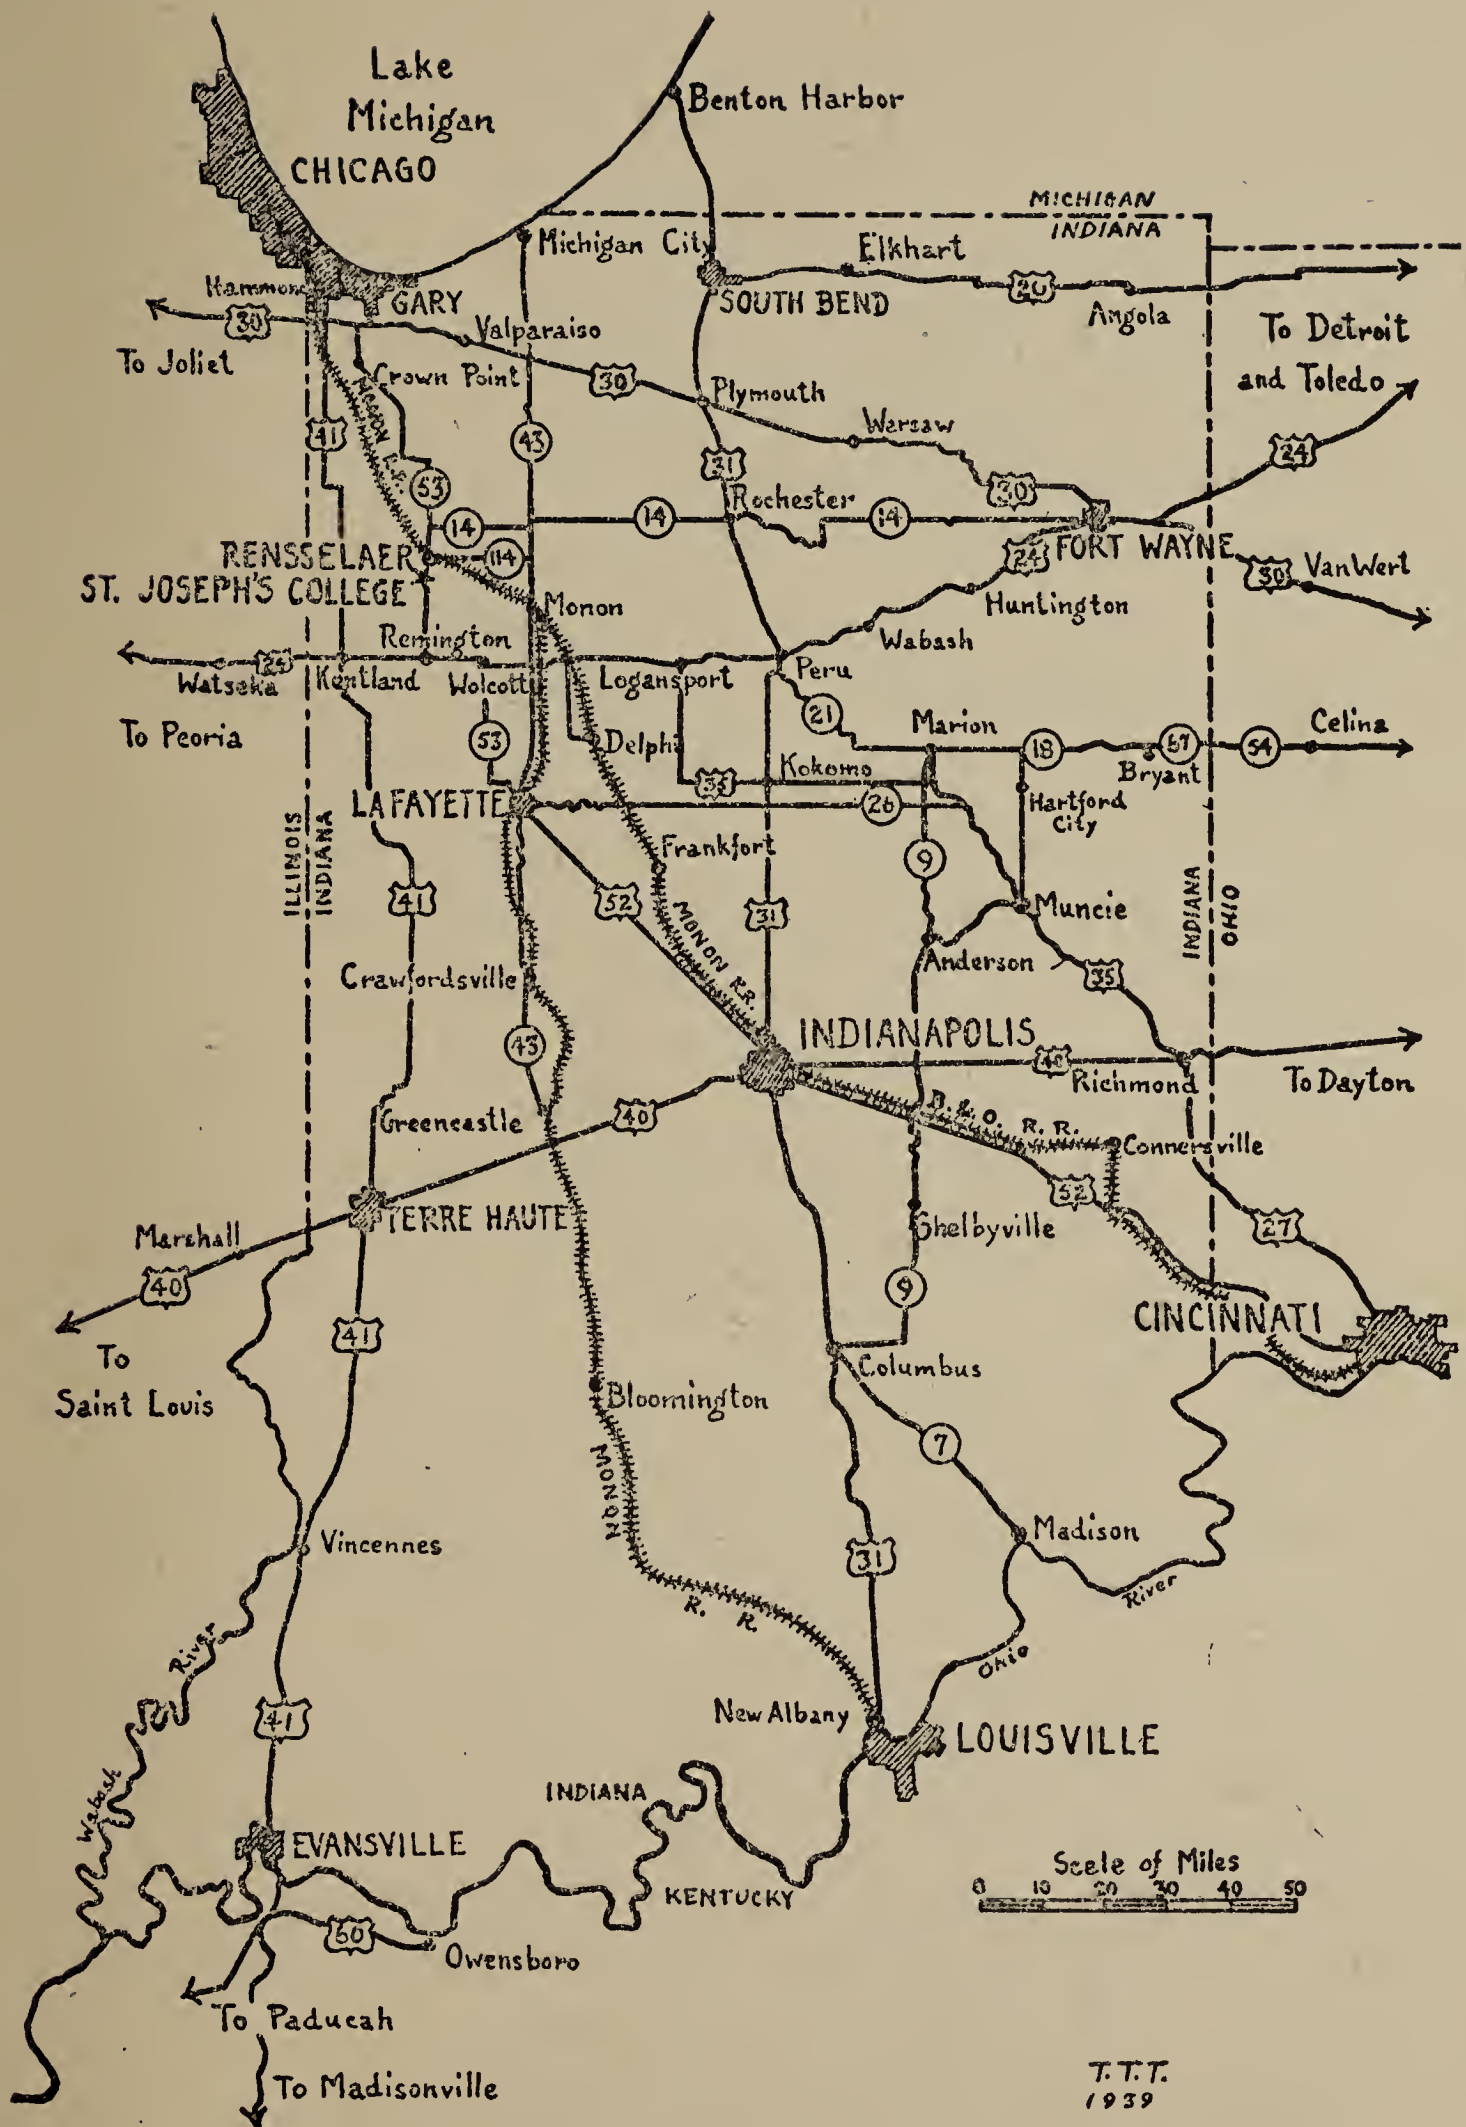 Lake
Michigan
CHICAGO
Benton Harbor
MICHIGAN
INDIANA
Michigan City
Elkhart
20
Hammond
GARY
SOUTH BEND
Angola
30
Valparaiso
To Detroit
and Toledo
To Joliet
Crown Point
30
Plymouth
41
MONON R.R.
43
Warsaw
24
31
53
Rochester
30
14
14
14
RENSSELAER
114
24
FORT WAYNE
ST. JOSEPH'S COLLEGE
30
Van Wert
Monon
Huntington
Remington
Wabash
24
Watseka
Kentland
Wolcott
Logansport
Peru
To Peoria
53
21
Marion
Celina
Delphi
18
67
54
Kokomo
Bryant
35
LAFAYETTE
26
Hartford
City
ILLINOIS
INDIANA
Frankfort
9
41
52
MONON R.R.
31
Muncie
INDIANA
OHIO
Crawfordsville
Anderson
35
43
INDIANAPOLIS
40
Richmond
To Dayton
Greencastle
40
B. & O. R. R.
Connersville
52
TERRE HAUTE
Marshall
Shelbyville
27
40
9
41
CINCINNATI
To
Saint Louis
Columbus
Bloomington
7
MONON
Vincennes
31
Madison
River
R. R.
River
Ohio
41
New Albany
LOUISVILLE
Wabash
INDIANA
EVANSVILLE
KENTUCKY
Scale of Miles
0 10 20 30 40 50
60
Owensboro
To Paducah
To Madisonville
T.T.T.
1939